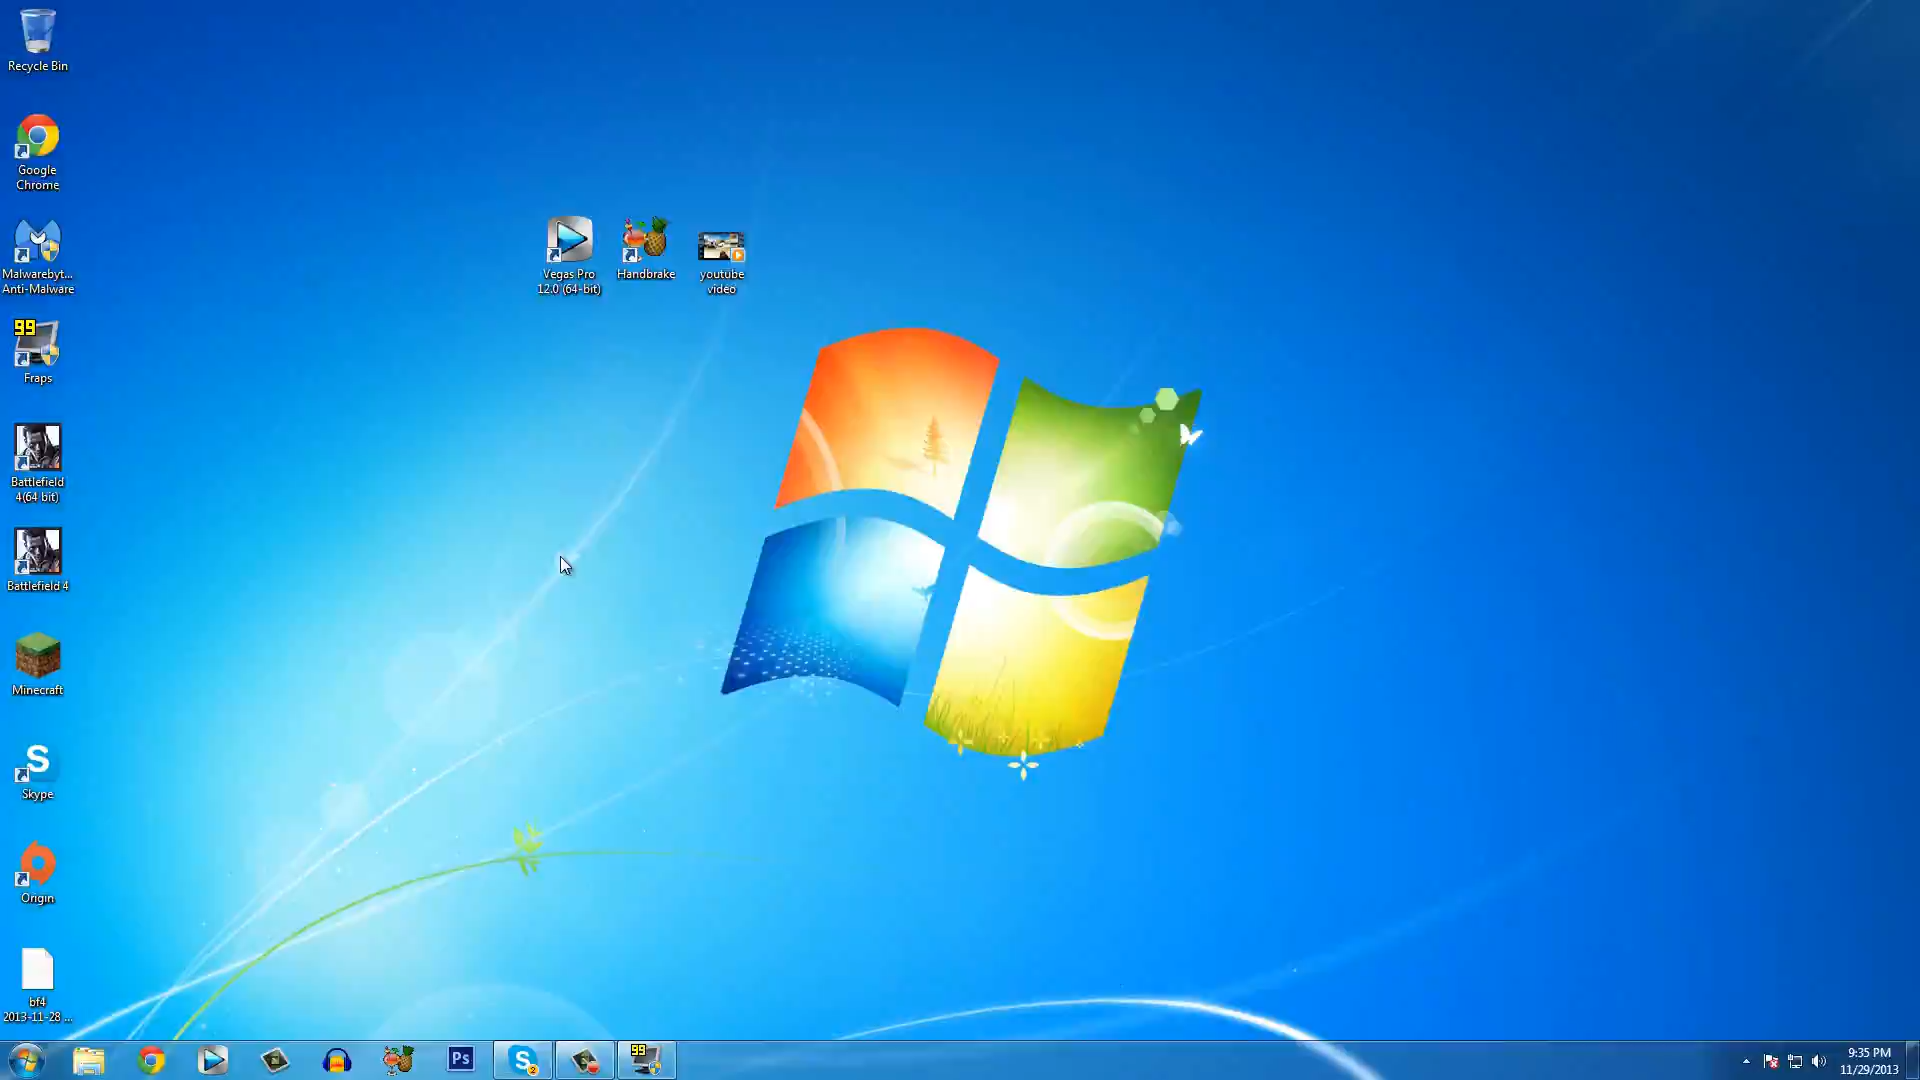 Recycle Bin
Google
Chrome
Malwarebyt...
Anti-Malware
99
Fraps
Battlefield
4(64 bit)
Battlefield 4
Minecraft
S
Skype
Origin
bf4
2013-11-28 ...
Vegas Pro
12.0 (64-bit)
Handbrake
youtube
video
Ps
S
2
99
9:35 PM
11/29/2013